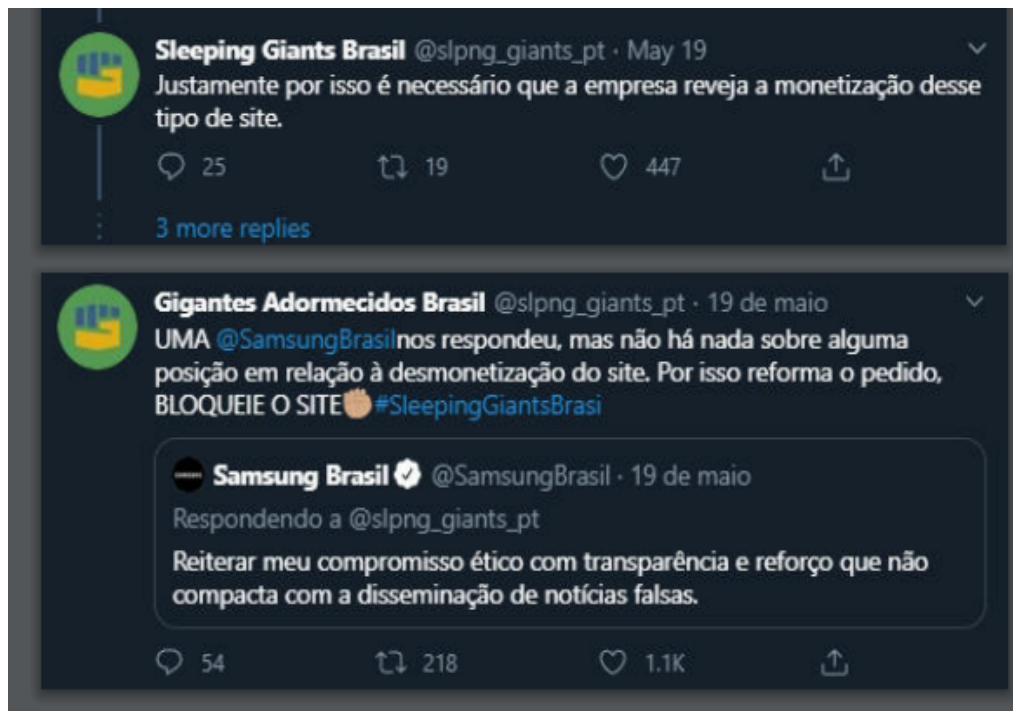 Sleeping Giants Brasil @slpng_giants_pt · May 19
Justamente por isso é necessário que a empresa reveja a monetização desse
tipo de site.
25 19 447
3 more replies
Gigantes Adormecidos Brasil @slpng_giants_pt · 19 de maio
UMA @SamsungBrasilnos respondeu, mas não há nada sobre alguma
posição em relação à desmonetização do site. Por isso reforma o pedido,
BLOQUEIE O SITE✊🏼#SleepingGiantsBrasi
Samsung Brasil @SamsungBrasil · 19 de maio
Respondendo a @slpng_giants_pt
Reiterar meu compromisso ético com transparência e reforço que não
compacta com a disseminação de notícias falsas.
54 218 1.1K